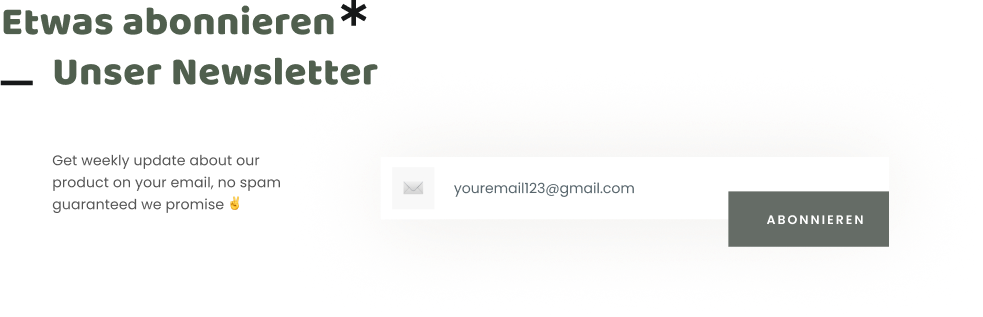 Etwas abonnieren*
_ Unser Newsletter
Get weekly update about our
product on your email, no spam
guaranteed we promise ✌️
youremail123@gmail.com
ABONNIEREN